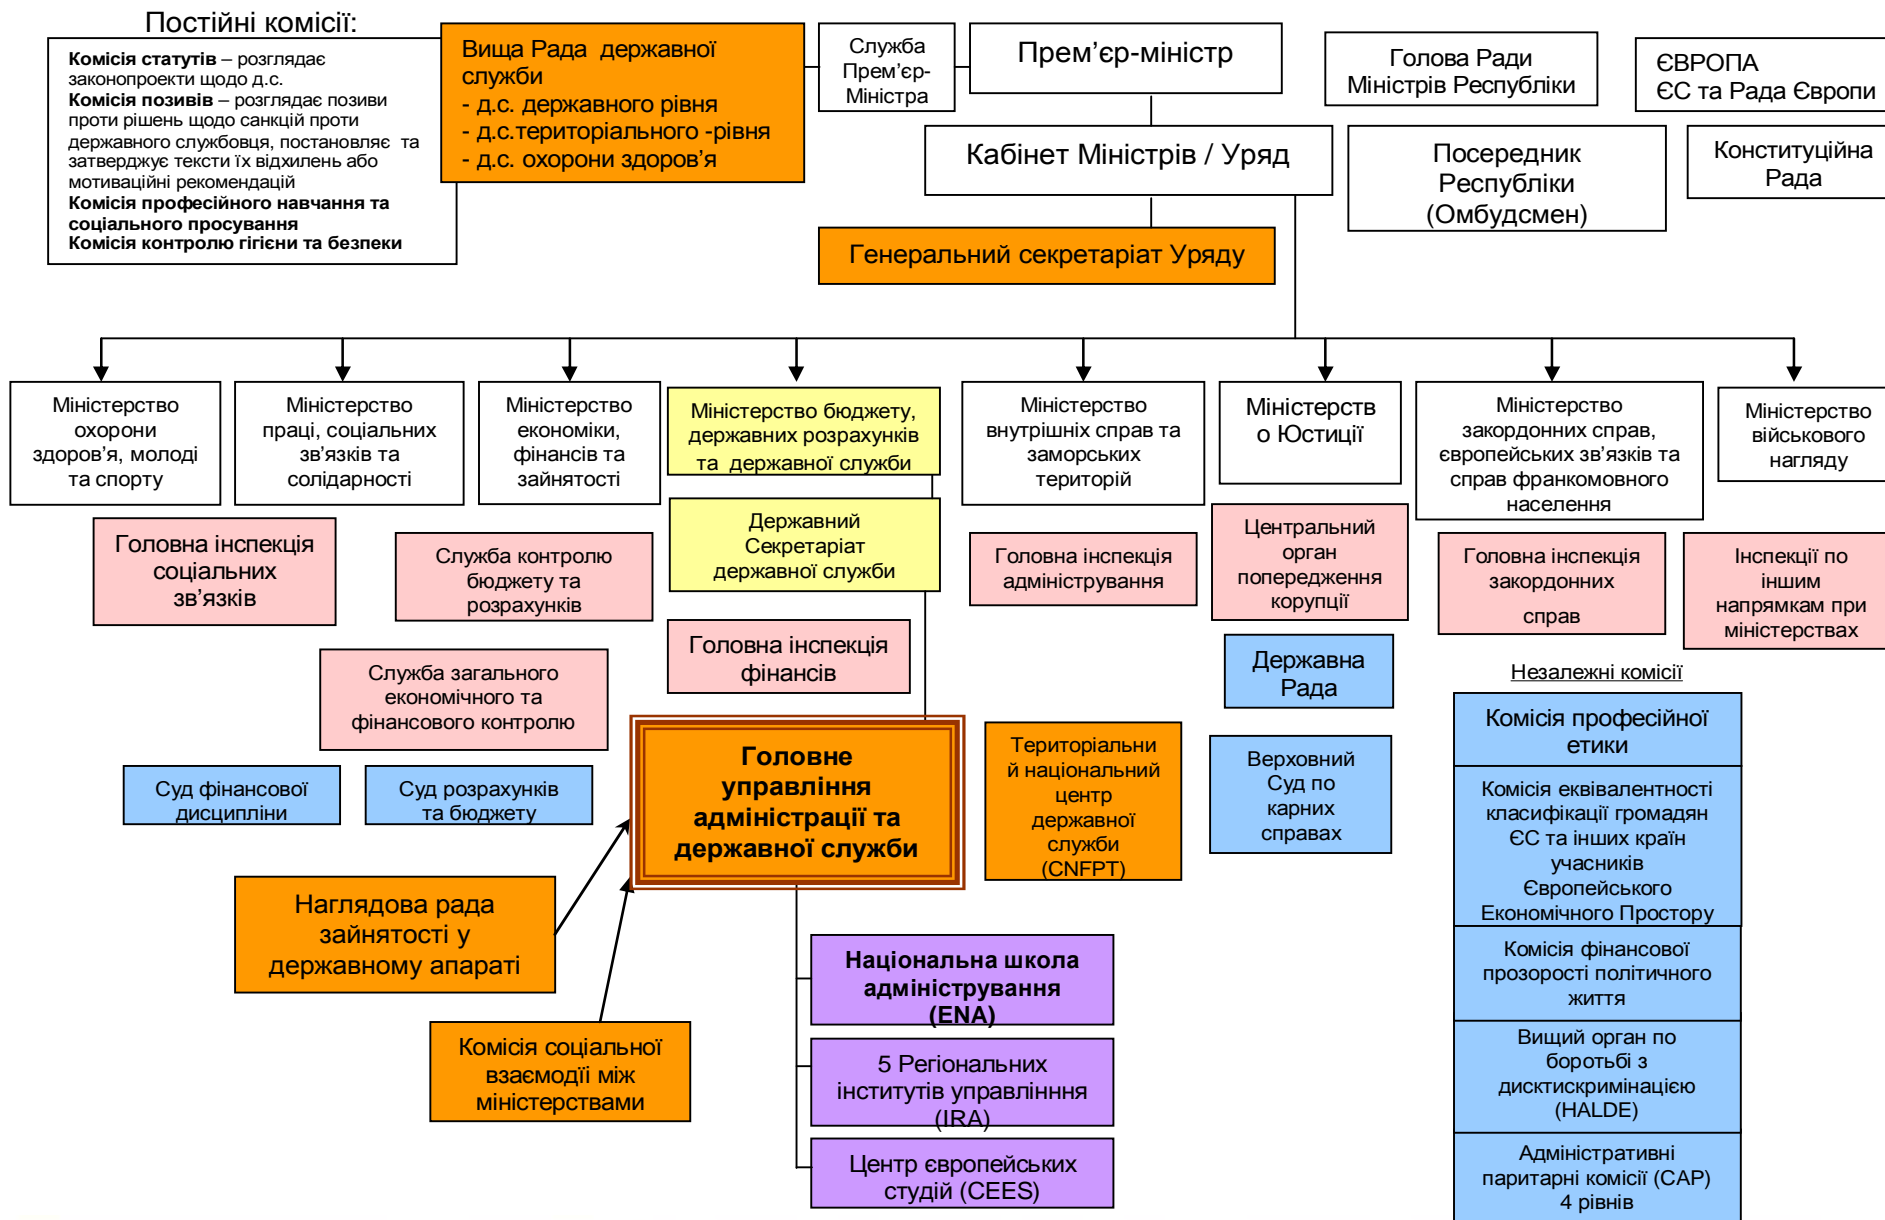 Постійні комісії:
Комісія статутів – розглядає
законопроекти щодо д.с.
Комісія позивів – розглядає позиви
проти рішень щодо санкцій проти
державного службовця, постановляє та
затверджує тексти їх відхилень або
мотиваційні рекомендацій
Комісія професійного навчання та
соціального просування
Комісія контролю гігієни та безпеки
Вища Рада державної
служби
- д.с. державного рівня
- д.с.територіального -рівня
- д.с. охорони здоров’я
Служба
Прем’єр-
Міністра
Прем’єр-міністр
Голова Ради
Міністрів Республіки
ЄВРОПА
ЄС та Рада Європи
Кабінет Міністрів / Уряд
Посередник
Республіки
(Омбудсмен)
Конституційна
Рада
Генеральний секретаріат Уряду
Міністерство
охорони
здоров’я, молоді
та спорту
Міністерство
праці, соціальних
зв’язків та
солідарності
Міністерство
економіки,
фінансів та
зайнятості
Міністерство бюджету,
державних розрахунків
та державної служби
Міністерство
внутрішніх справ та
заморських
територій
Міністерств
о Юстиції
Міністерство
закордонних справ,
європейських зв’язків та
справ франкомовного
населення
Міністерство
військового
нагляду
Головна інспекція
соціальних
зв’язків
Служба контролю
бюджету та
розрахунків
Державний
Секретаріат
державної служби
Головна інспекція
адміністрування
Центральний
орган
попередження
корупції
Головна інспекція
закордонних
справ
Інспекції по
іншим
напрямкам при
міністерствах
Служба загального
економічного та
фінансового контролю
Головна інспекція
фінансів
Державна
Рада
Незалежні комісії
Суд фінансової
дисципліни
Суд розрахунків
та бюджету
Головне
управління
адміністрації та
державної служби
Територіальни
й національний
центр
державної
служби
(CNFPT)
Верховний
Суд по
карних
справах
Комісія професійної
етики
Комісія еквівалентності
класифікації громадян
ЄС та інших країн
учасників
Європейського
Економічного Простору
Комісія фінансової
прозорості політичного
життя
Вищий орган по
боротьбі з
дисктискримінацією
(HALDE)
Адміністративні
паритарні комісії (CAP)
4 рівнів
Наглядова рада
зайнятості у
державному апараті
Комісія соціальної
взаємодїї між
міністерствами
Національна школа
адміністрування
(ENA)
5 Регіональних
інститутів управлінння
(IRA)
Центр європейських
студій (CEES)